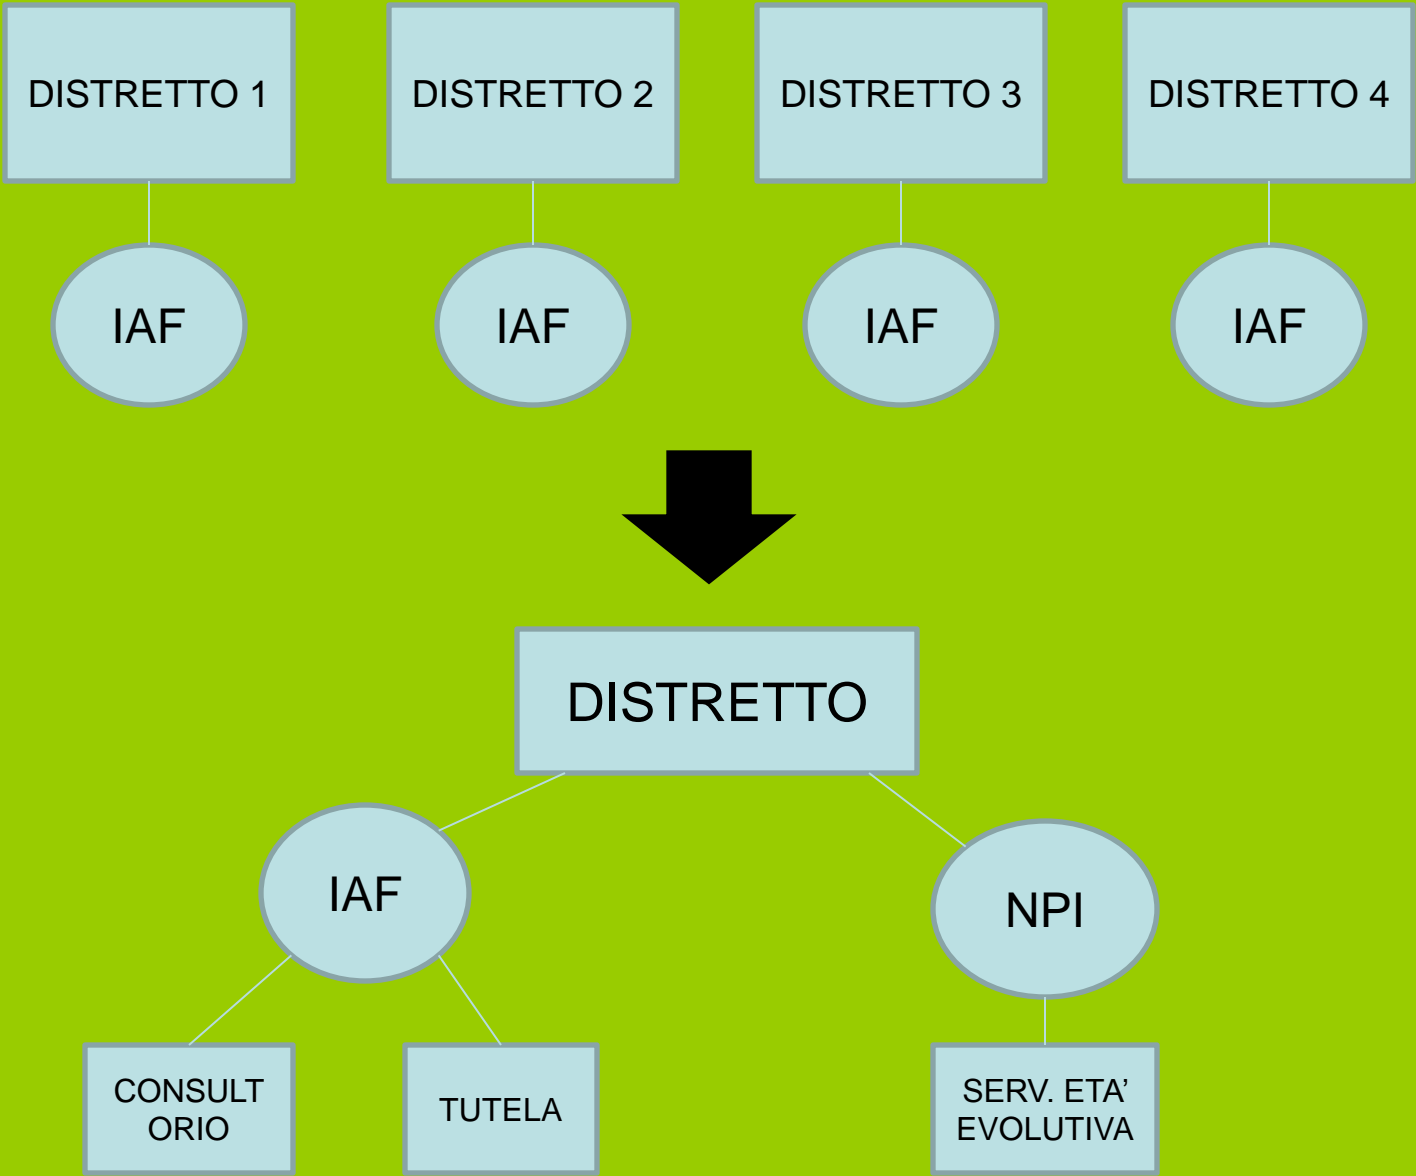 DISTRETTO 1
DISTRETTO 2
DISTRETTO 3
DISTRETTO 4
IAF
IAF
IAF
IAF
DISTRETTO
IAF
NPI
CONSULT
ORIO
TUTELA
SERV. ETA’
EVOLUTIVA